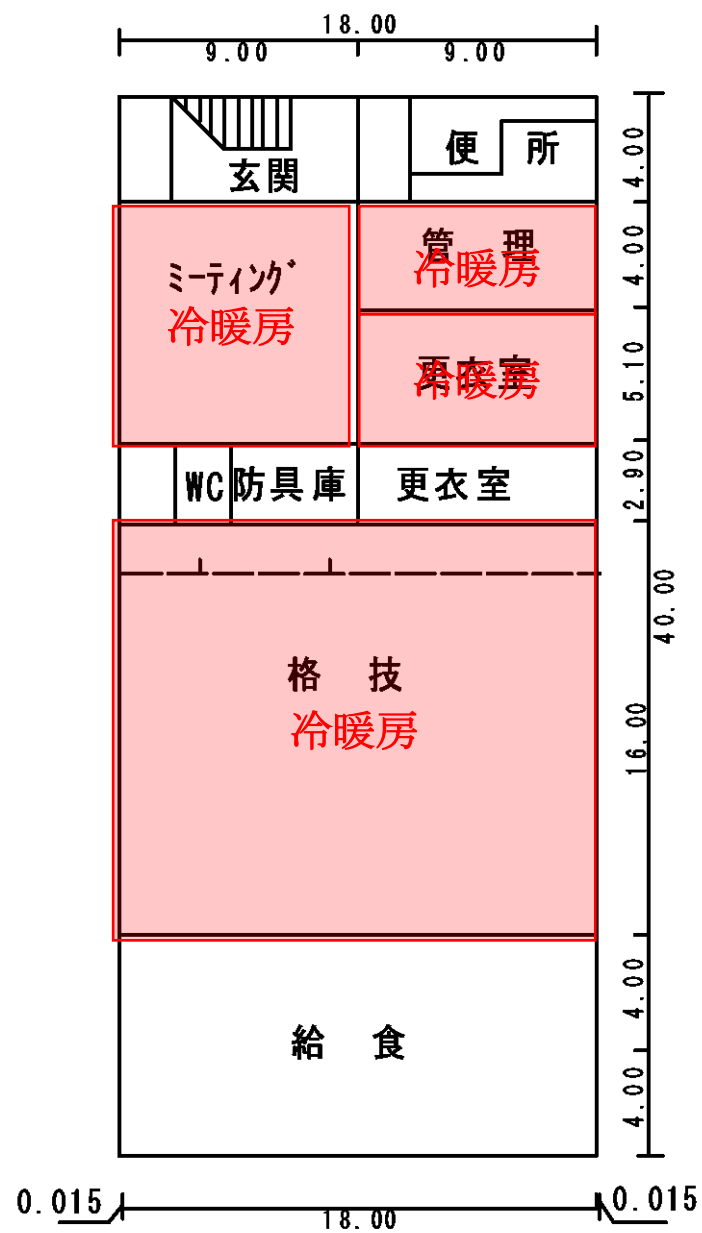 18.00
9.00 9.00
便 所
玄関
4.00
管 理
冷暖房
4.00
ミーティング
冷暖房
更衣室
冷暖房
5.10
WC 防具庫 更衣室
2.90
40.00
格 技
冷暖房
16.00
4.00
給 食
4.00
0.015 18.00 0.015